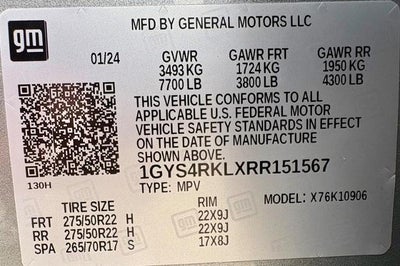 MFD BY GENERAL MOTORS LLC
gm
01/24 GVWR GAWR FRT GAWR RR
3493 KG 1724 KG 1950 KG
7700 LB 3800 LB 4300 LB
THIS VEHICLE CONFORMS TO ALL
APPLICABLE U.S. FEDERAL MOTOR
VEHICLE SAFETY STANDARDS IN EFFECT
ON THE DATE OF MANUFACTURE
SHOWN ABOVE.
1GYS4RKLXRR151567
130H TYPE: MPV MODEL: X76K10906
TIRE SIZE RIM
FRT 275/50R22 H 22X9J
RR 275/50R22 H 22X9J
SPA 265/70R17 S 17X8J